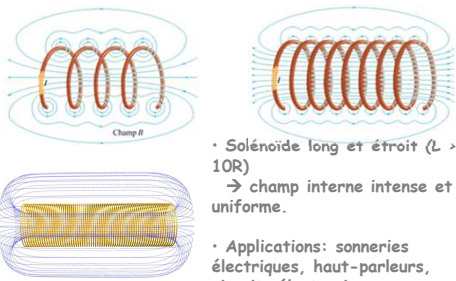 I
I
Champ B
• Solénoïde long et étroit (L >
10R)
→ champ interne intense et
uniforme.
• Applications: sonneries
électriques, haut-parleurs,